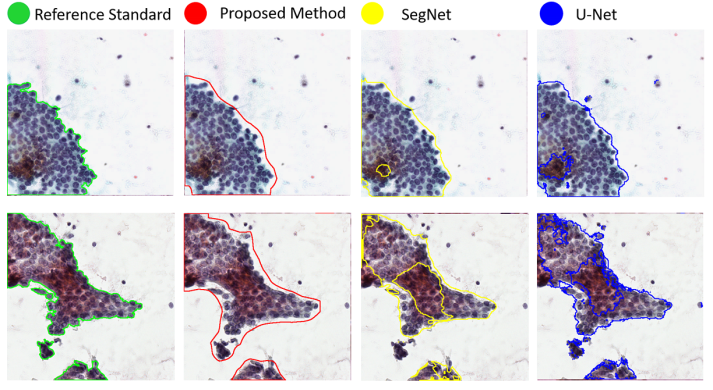 Reference Standard
Proposed Method
SegNet
U-Net